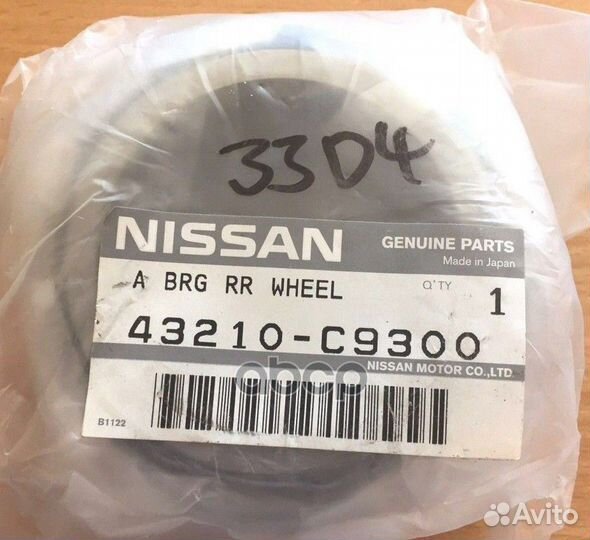 33D4
NISSAN GENUINE PARTS
Made in Japan
A BRG RR WHEEL Q'TY 1
43210-C9300
abcp
NISSAN MOTOR CO.,LTD
B1122
Avito